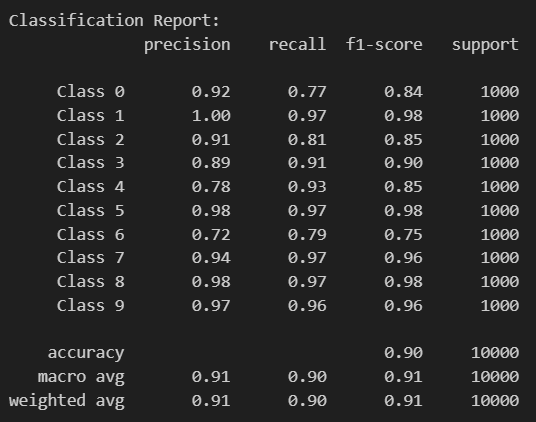 Classification Report:
precision recall f1-score support
Class 0 0.92 0.77 0.84 1000
Class 1 1.00 0.97 0.98 1000
Class 2 0.91 0.81 0.85 1000
Class 3 0.89 0.91 0.90 1000
Class 4 0.78 0.93 0.85 1000
Class 5 0.98 0.97 0.98 1000
Class 6 0.72 0.79 0.75 1000
Class 7 0.94 0.97 0.96 1000
Class 8 0.98 0.97 0.98 1000
Class 9 0.97 0.96 0.96 1000
accuracy 0.90 10000
macro avg 0.91 0.90 0.91 10000
weighted avg 0.91 0.90 0.91 10000